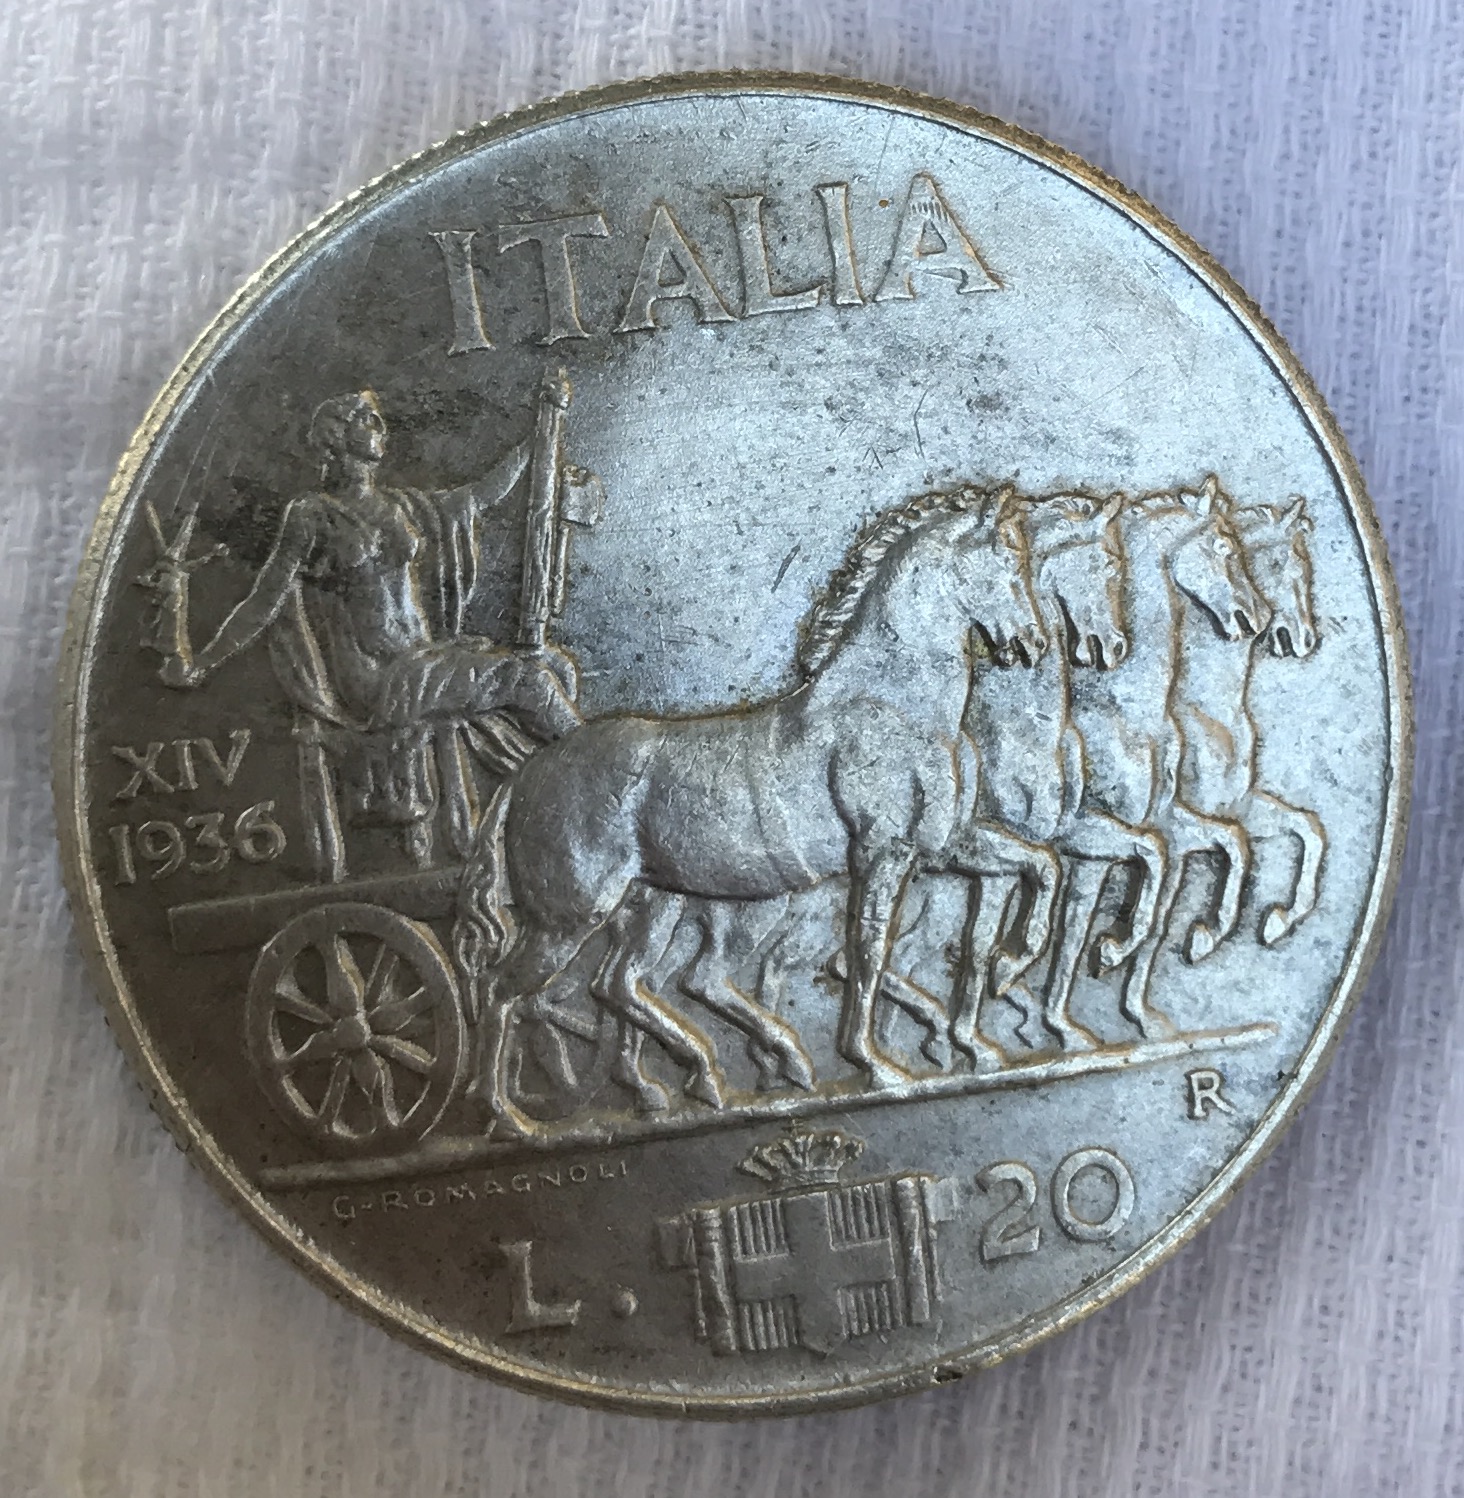 ITALIA
XIV
1936
R
G-ROMAGNOLI
L. 20